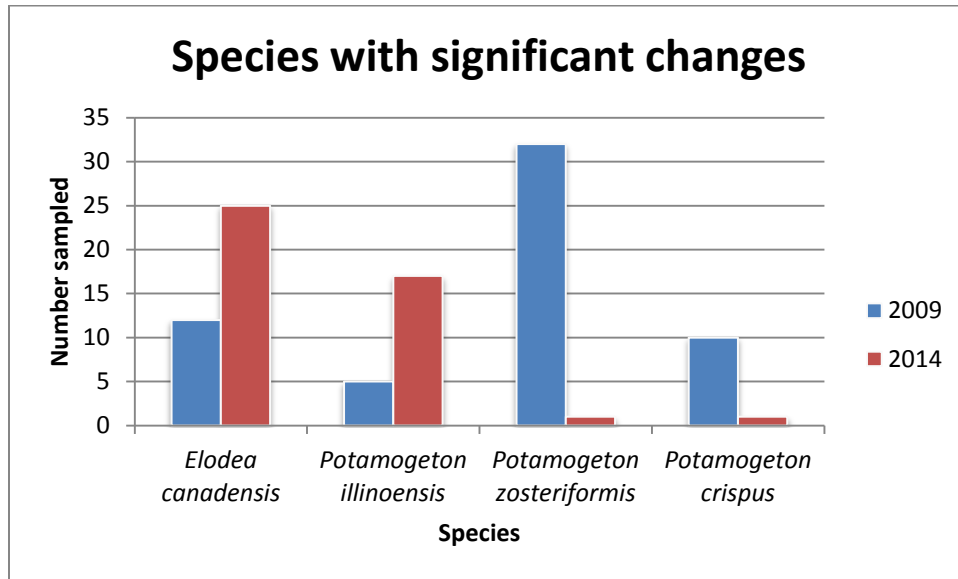 Species with significant changes
Number sampled
35
30
25
20
15
10
5
0
2009
2014
Elodea canadensis
Potamogeton illinoensis
Potamogeton zosteriformis
Potamogeton crispus
Species